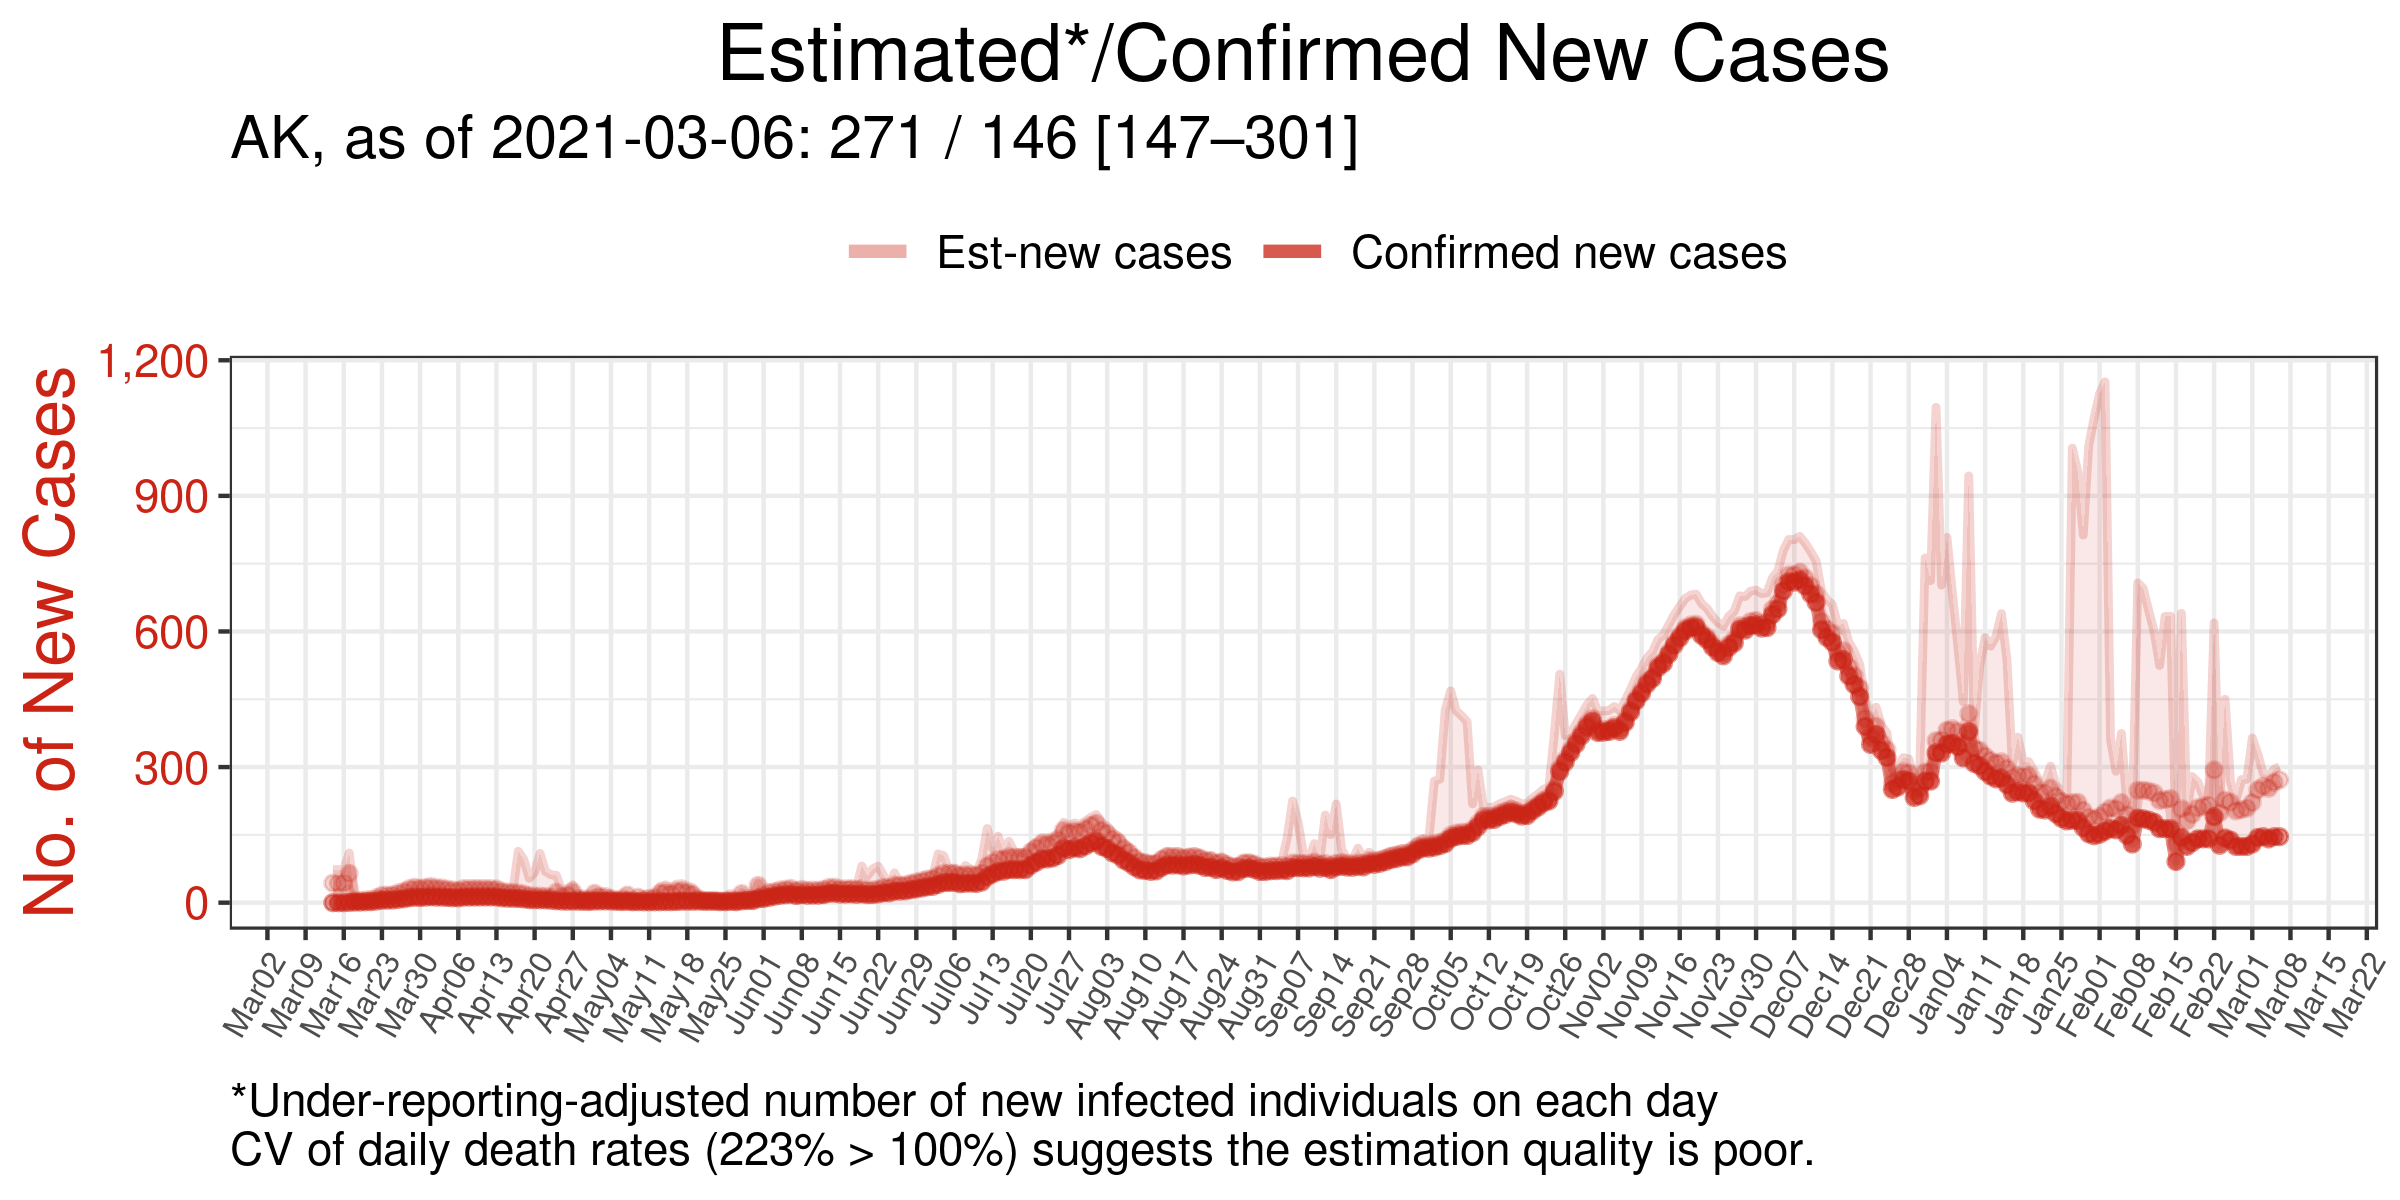 Estimated*/Confirmed New Cases
AK, as of 2021-03-06: 271 / 146 [147–301]
Est-new cases Confirmed new cases
No. of New Cases
1,200
900
600
300
0
Mar02 Mar09 Mar16 Mar23 Mar30 Apr06 Apr13 Apr20 Apr27 May04 May11 May18 May25 Jun01 Jun08 Jun15 Jun22 Jun29 Jul06 Jul13 Jul20 Jul27 Aug03 Aug10 Aug17 Aug24 Aug31 Sep07 Sep14 Sep21 Sep28 Oct05 Oct12 Oct19 Oct26 Nov02 Nov09 Nov16 Nov23 Nov30 Dec07 Dec14 Dec21 Dec28 Jan04 Jan11 Jan18 Jan25 Feb01 Feb08 Feb15 Feb22 Mar01 Mar08 Mar15 Mar22
*Under-reporting-adjusted number of new infected individuals on each day
CV of daily death rates (223% > 100%) suggests the estimation quality is poor.